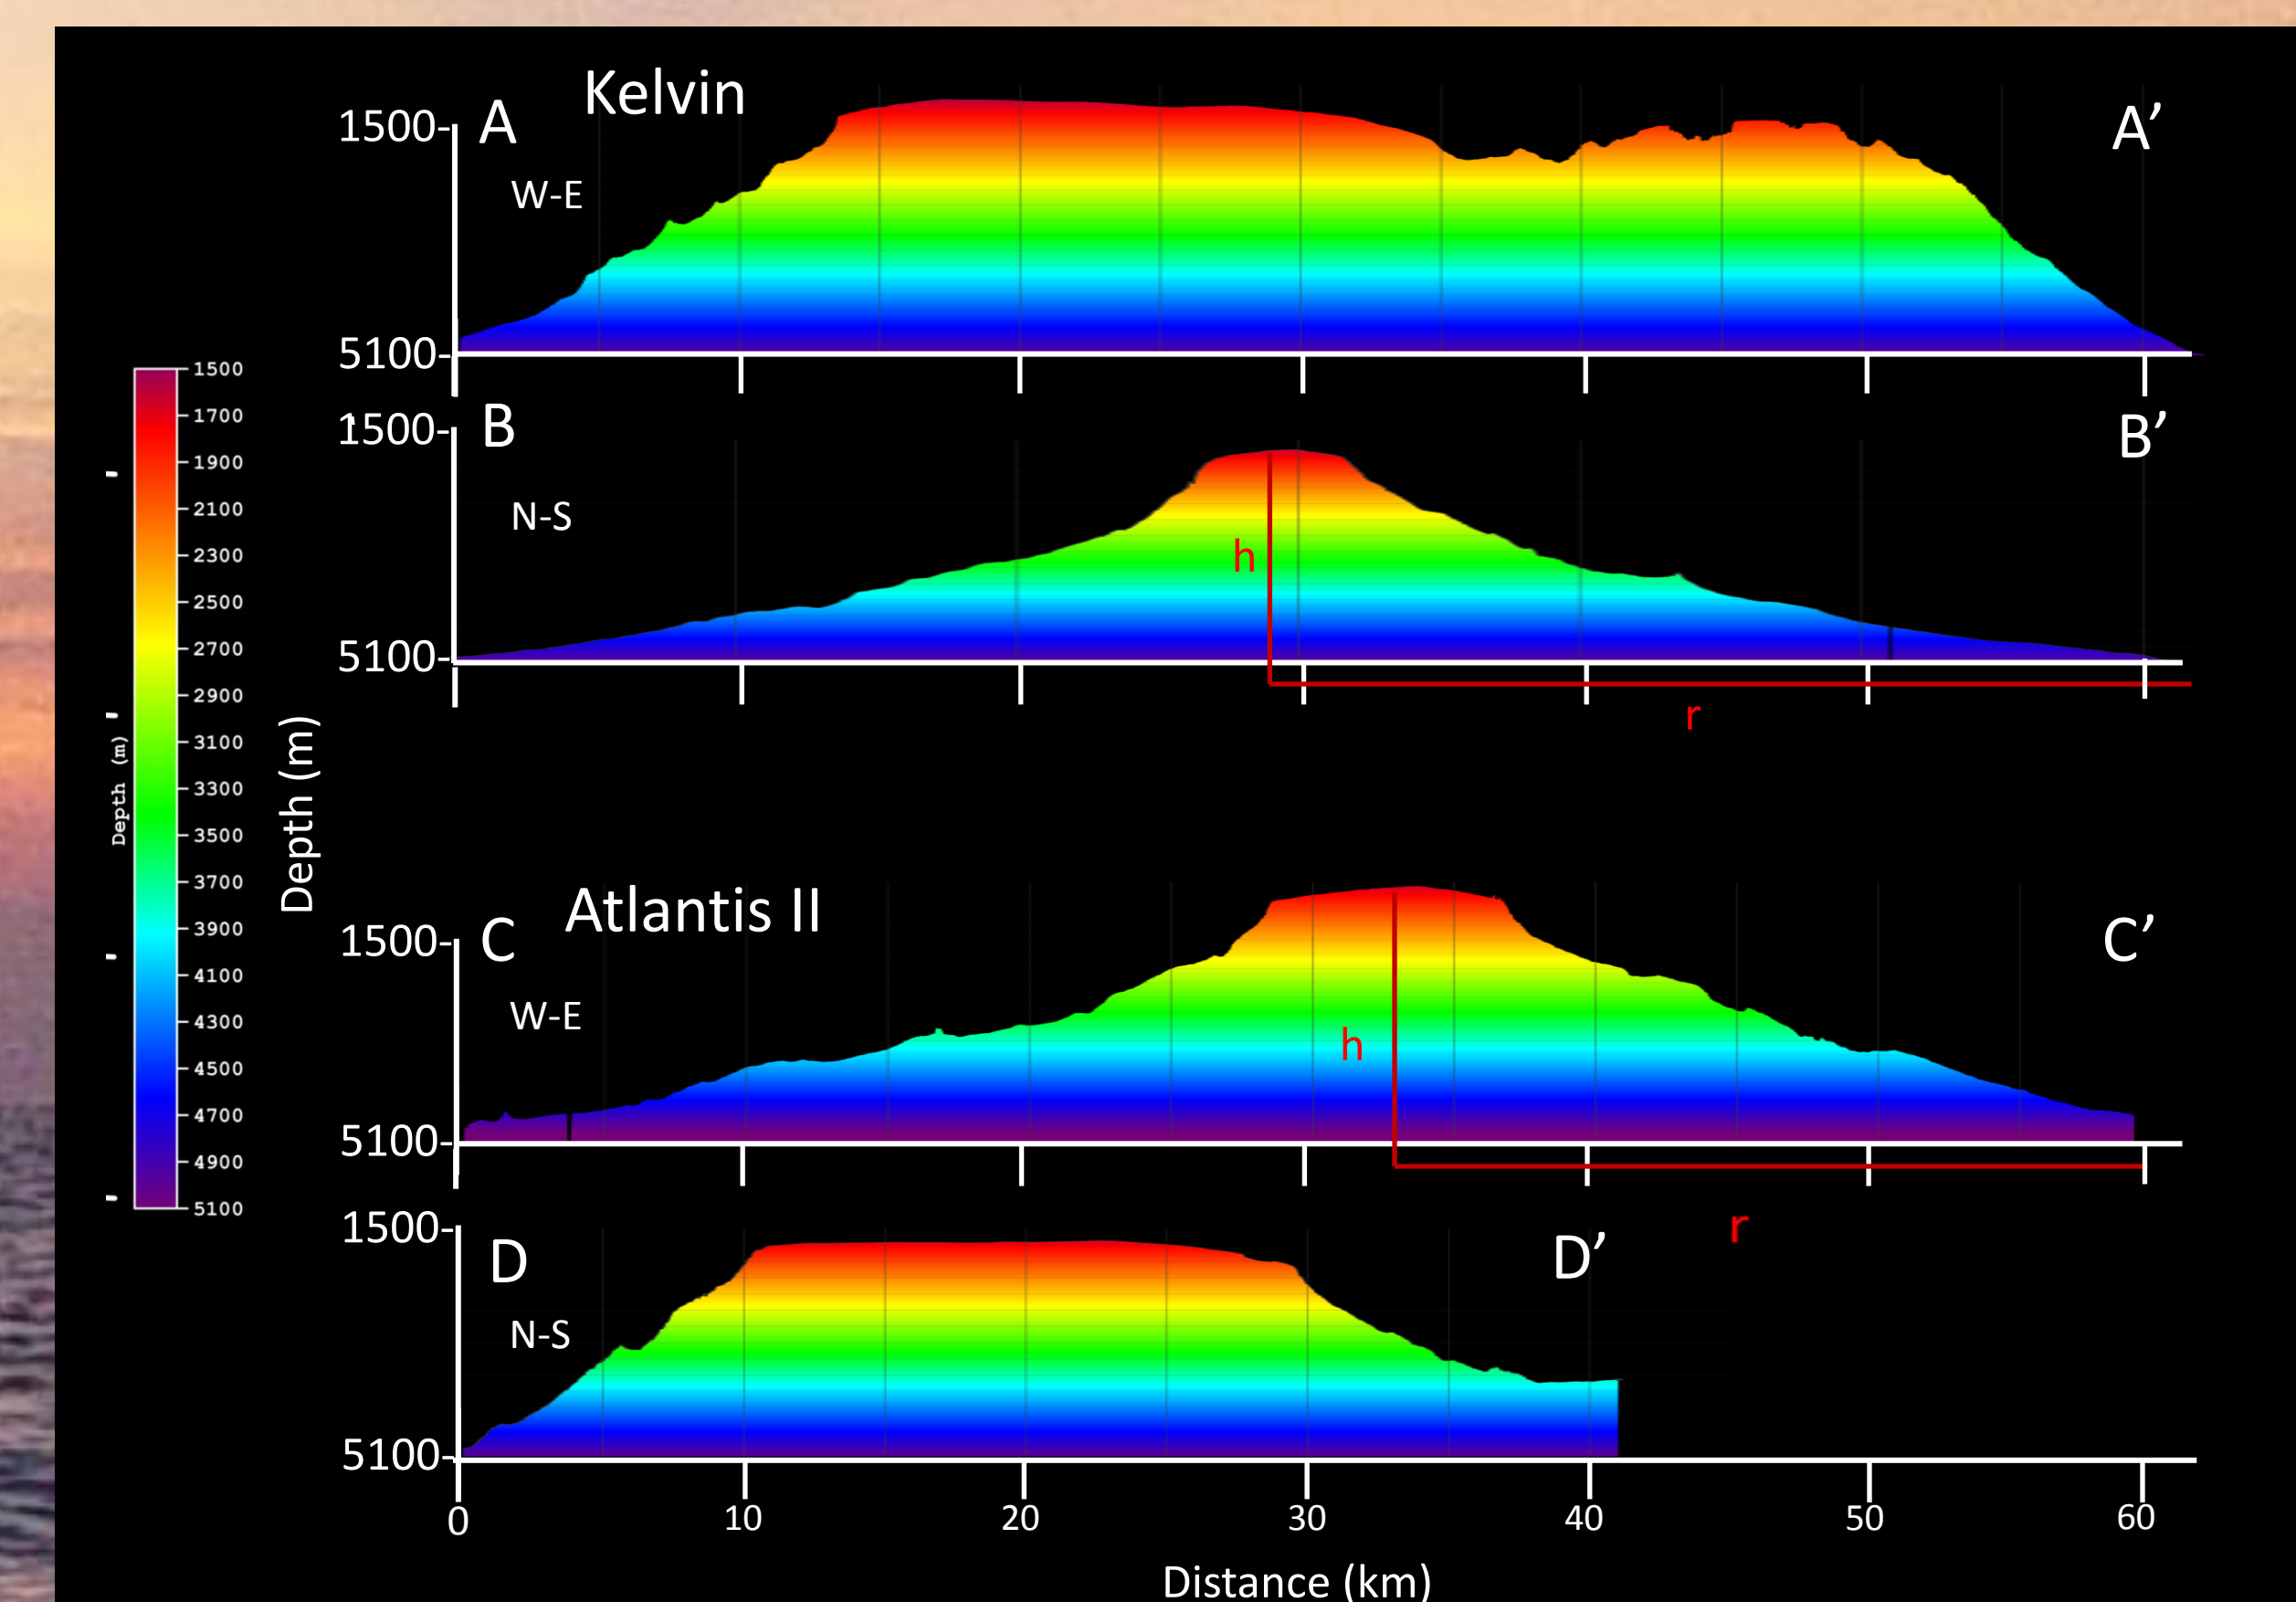 Kelvin
1500-
A
A’
W-E
5100-
1500-
B
B’
N-S
h
5100-
r
Depth (m)
1500
1700
1900
2100
2300
2500
2700
2900
3100
3300
3500
3700
3900
4100
4300
4500
4700
4900
5100
Depth (m)
Atlantis II
1500-
C
C’
W-E
h
5100-
r
1500-
D
D’
N-S
5100-
0 10 20 30 40 50 60
Distance (km)